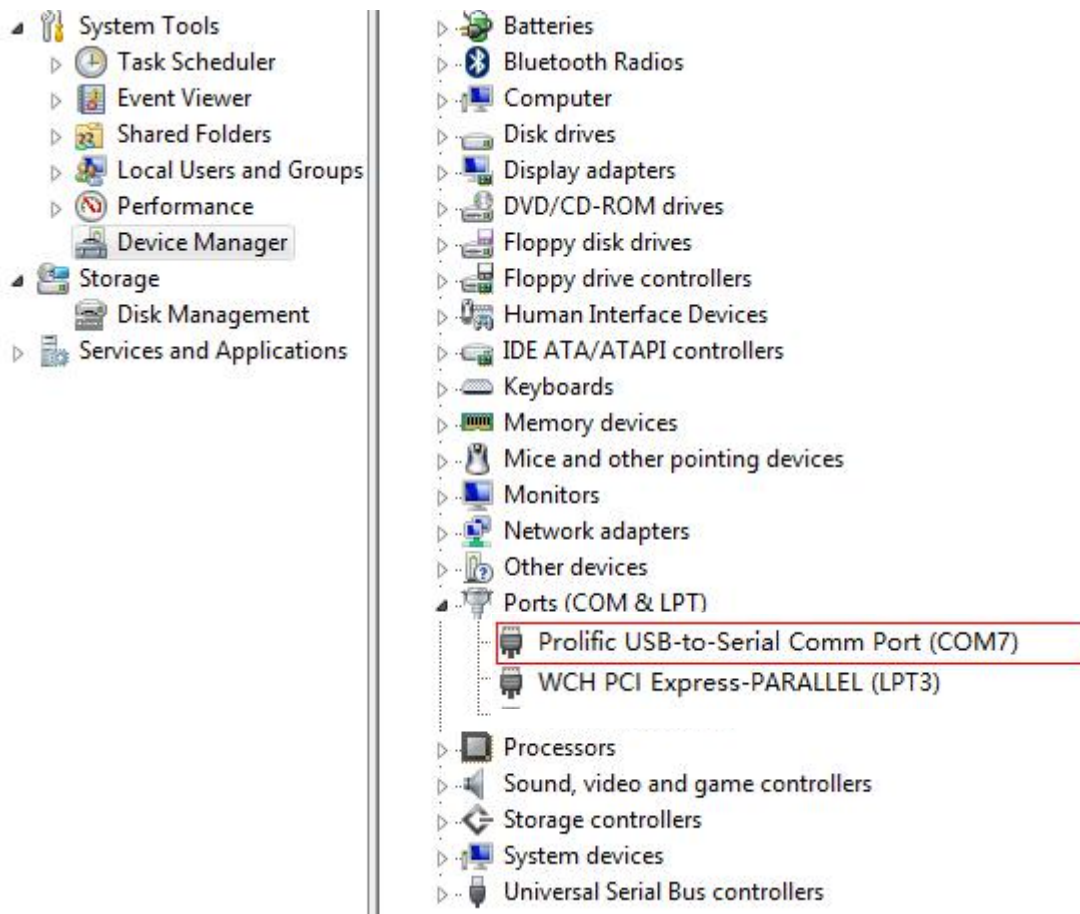 System Tools
Task Scheduler
Event Viewer
Shared Folders
Local Users and Groups
Performance
Device Manager
Storage
Disk Management
Services and Applications
Batteries
Bluetooth Radios
Computer
Disk drives
Display adapters
DVD/CD-ROM drives
Floppy disk drives
Floppy drive controllers
Human Interface Devices
IDE ATA/ATAPI controllers
Keyboards
Memory devices
Mice and other pointing devices
Monitors
Network adapters
Other devices
Ports (COM & LPT)
Prolific USB-to-Serial Comm Port (COM7)
WCH PCI Express-PARALLEL (LPT3)
Processors
Sound, video and game controllers
Storage controllers
System devices
Universal Serial Bus controllers